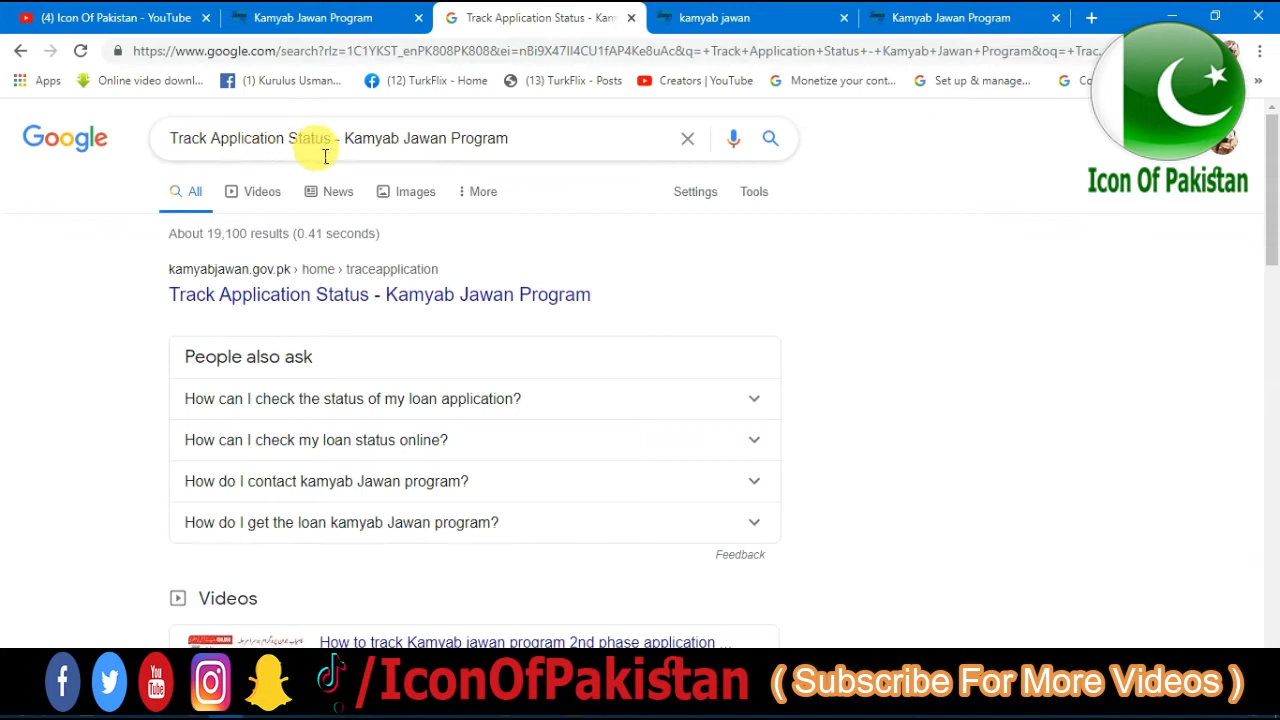 (4) Icon Of Pakistan - YouTube
Kamyab Jawan Program
Track Application Status - Kam
kamyab jawan
Kamyab Jawan Program
https://www.google.com/search?rlz=1C1YKST_enPK808PK808&ei=nBi9X47II4CU1fAP4Ke8uAc&q=+Track+Application+Status+-+Kamyab+Jawan+Program&oq=+Trac...
Apps
Online video downl...
(1) Kurulus Usman...
(12) TurkFlix - Home
(13) TurkFlix - Posts
Creators | YouTube
Monetize your cont...
Set up & manage...
Icon Of Pakistan
Google
Track Application Status - Kamyab Jawan Program
All
Videos
News
Images
More
Settings
Tools
About 19,100 results (0.41 seconds)
kamyabjawan.gov.pk › home › traceapplication
Track Application Status - Kamyab Jawan Program
People also ask
How can I check the status of my loan application?
How can I check my loan status online?
How do I contact kamyab Jawan program?
How do I get the loan kamyab Jawan program?
Feedback
Videos
How to track Kamyab jawan program 2nd phase application ...
You Tube
/IconOfPakistan
( Subscribe For More Videos )